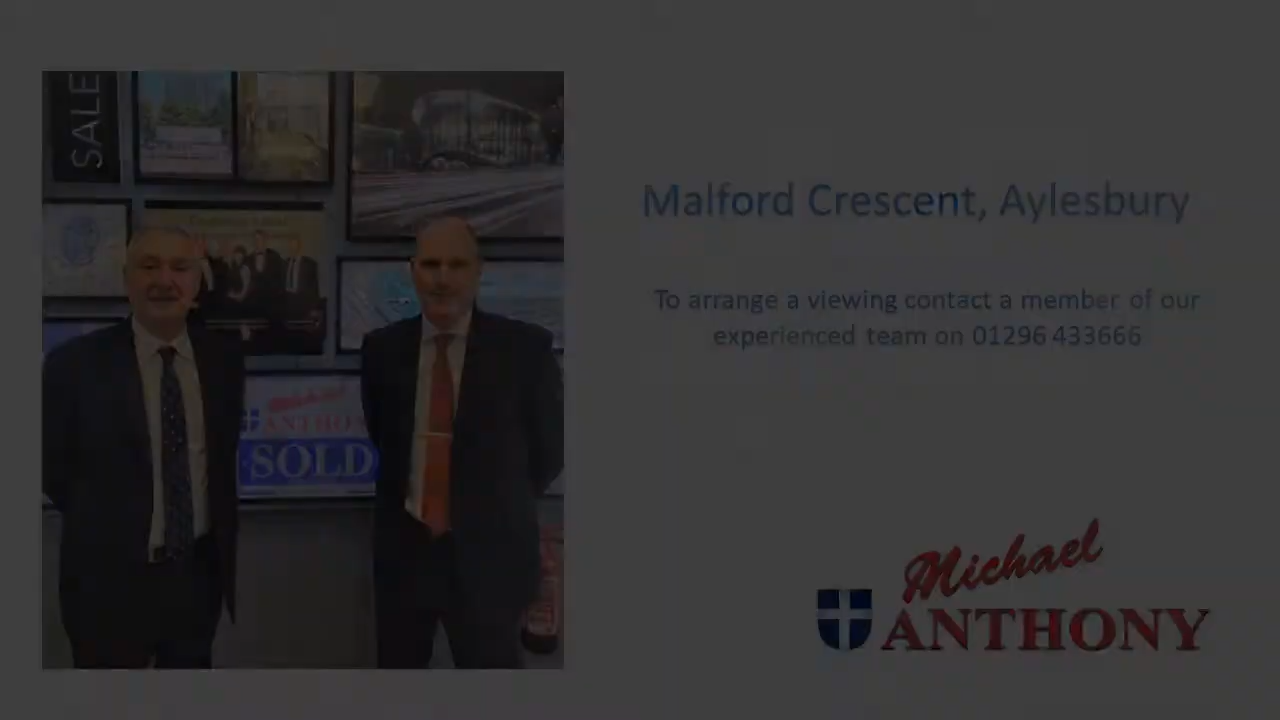 SALE
Malford Crescent, Aylesbury
To arrange a viewing contact a member of our
experienced team on 01296 433666
ANTHON
SOLD
Michael
ANTHONY